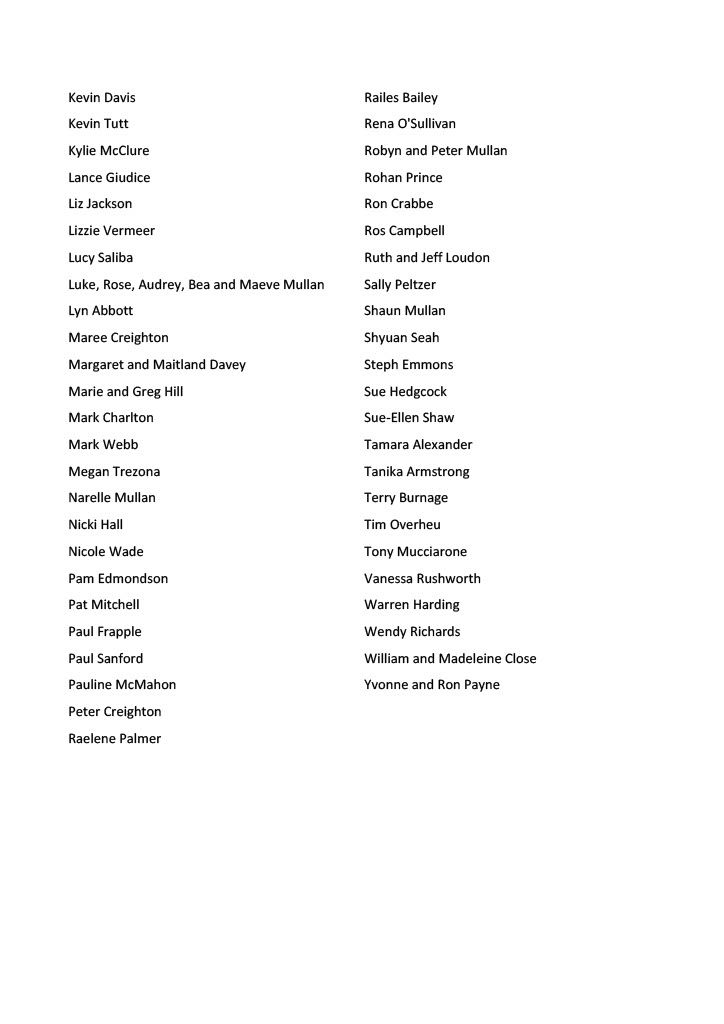 Kevin Davis
Kevin Tutt
Kylie McClure
Lance Giudice
Liz Jackson
Lizzie Vermeer
Lucy Saliba
Luke, Rose, Audrey, Bea and Maeve Mullan
Lyn Abbott
Maree Creighton
Margaret and Maitland Davey
Marie and Greg Hill
Mark Charlton
Mark Webb
Megan Trezona
Narelle Mullan
Nicki Hall
Nicole Wade
Pam Edmondson
Pat Mitchell
Paul Frapple
Paul Sanford
Pauline McMahon
Peter Creighton
Raelene Palmer
Railes Bailey
Rena O'Sullivan
Robyn and Peter Mullan
Rohan Prince
Ron Crabbe
Ros Campbell
Ruth and Jeff Loudon
Sally Peltzer
Shaun Mullan
Shyuan Seah
Steph Emmons
Sue Hedgcock
Sue-Ellen Shaw
Tamara Alexander
Tanika Armstrong
Terry Burnage
Tim Overheu
Tony Mucciarone
Vanessa Rushworth
Warren Harding
Wendy Richards
William and Madeleine Close
Yvonne and Ron Payne